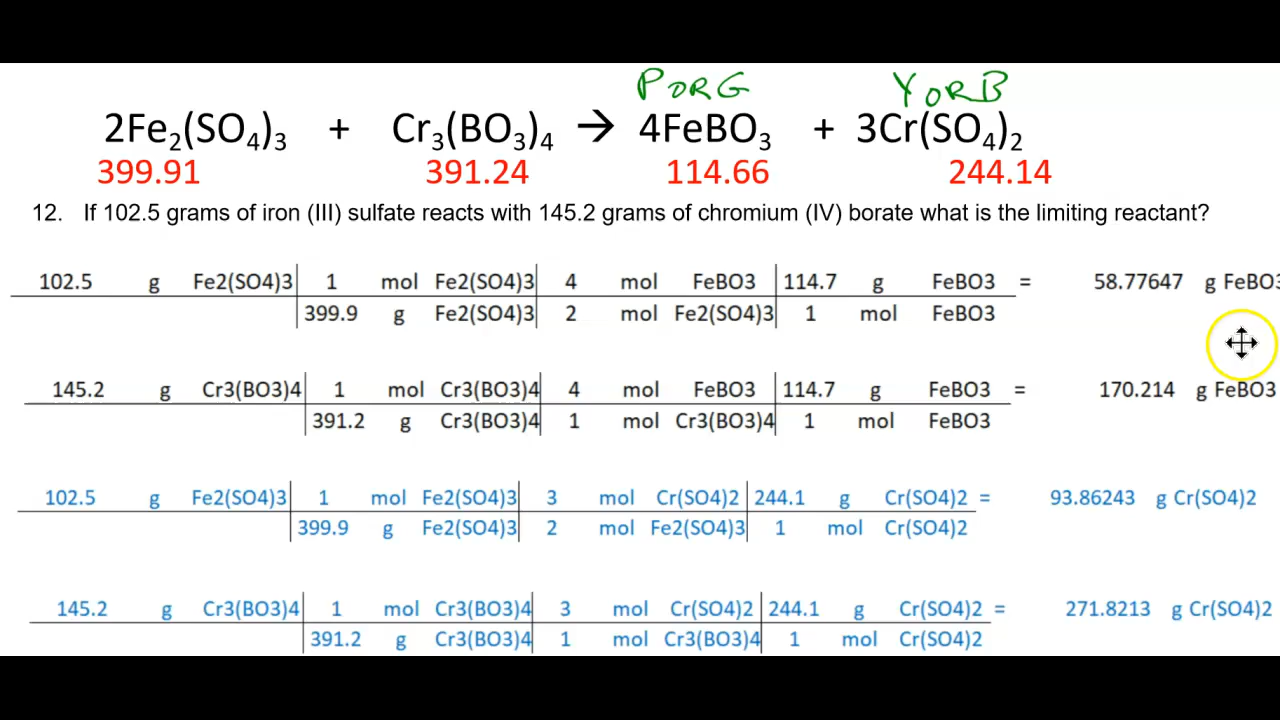 PORG YORB
2Fe₂(SO₄)₃ + Cr₃(BO₃)₄ → 4FeBO₃ + 3Cr(SO₄)₂
399.91 391.24 114.66 244.14
12. If 102.5 grams of iron (III) sulfate reacts with 145.2 grams of chromium (IV) borate what is the limiting reactant?
102.5 g Fe2(SO4)3 1 mol Fe2(SO4)3 4 mol FeBO3 114.7 g FeBO3 = 58.77647 g FeBO3
399.9 g Fe2(SO4)3 2 mol Fe2(SO4)3 1 mol FeBO3
145.2 g Cr3(BO3)4 1 mol Cr3(BO3)4 4 mol FeBO3 114.7 g FeBO3 = 170.214 g FeBO3
391.2 g Cr3(BO3)4 1 mol Cr3(BO3)4 1 mol FeBO3
102.5 g Fe2(SO4)3 1 mol Fe2(SO4)3 3 mol Cr(SO4)2 244.1 g Cr(SO4)2 = 93.86243 g Cr(SO4)2
399.9 g Fe2(SO4)3 2 mol Fe2(SO4)3 1 mol Cr(SO4)2
145.2 g Cr3(BO3)4 1 mol Cr3(BO3)4 3 mol Cr(SO4)2 244.1 g Cr(SO4)2 = 271.8213 g Cr(SO4)2
391.2 g Cr3(BO3)4 1 mol Cr3(BO3)4 1 mol Cr(SO4)2